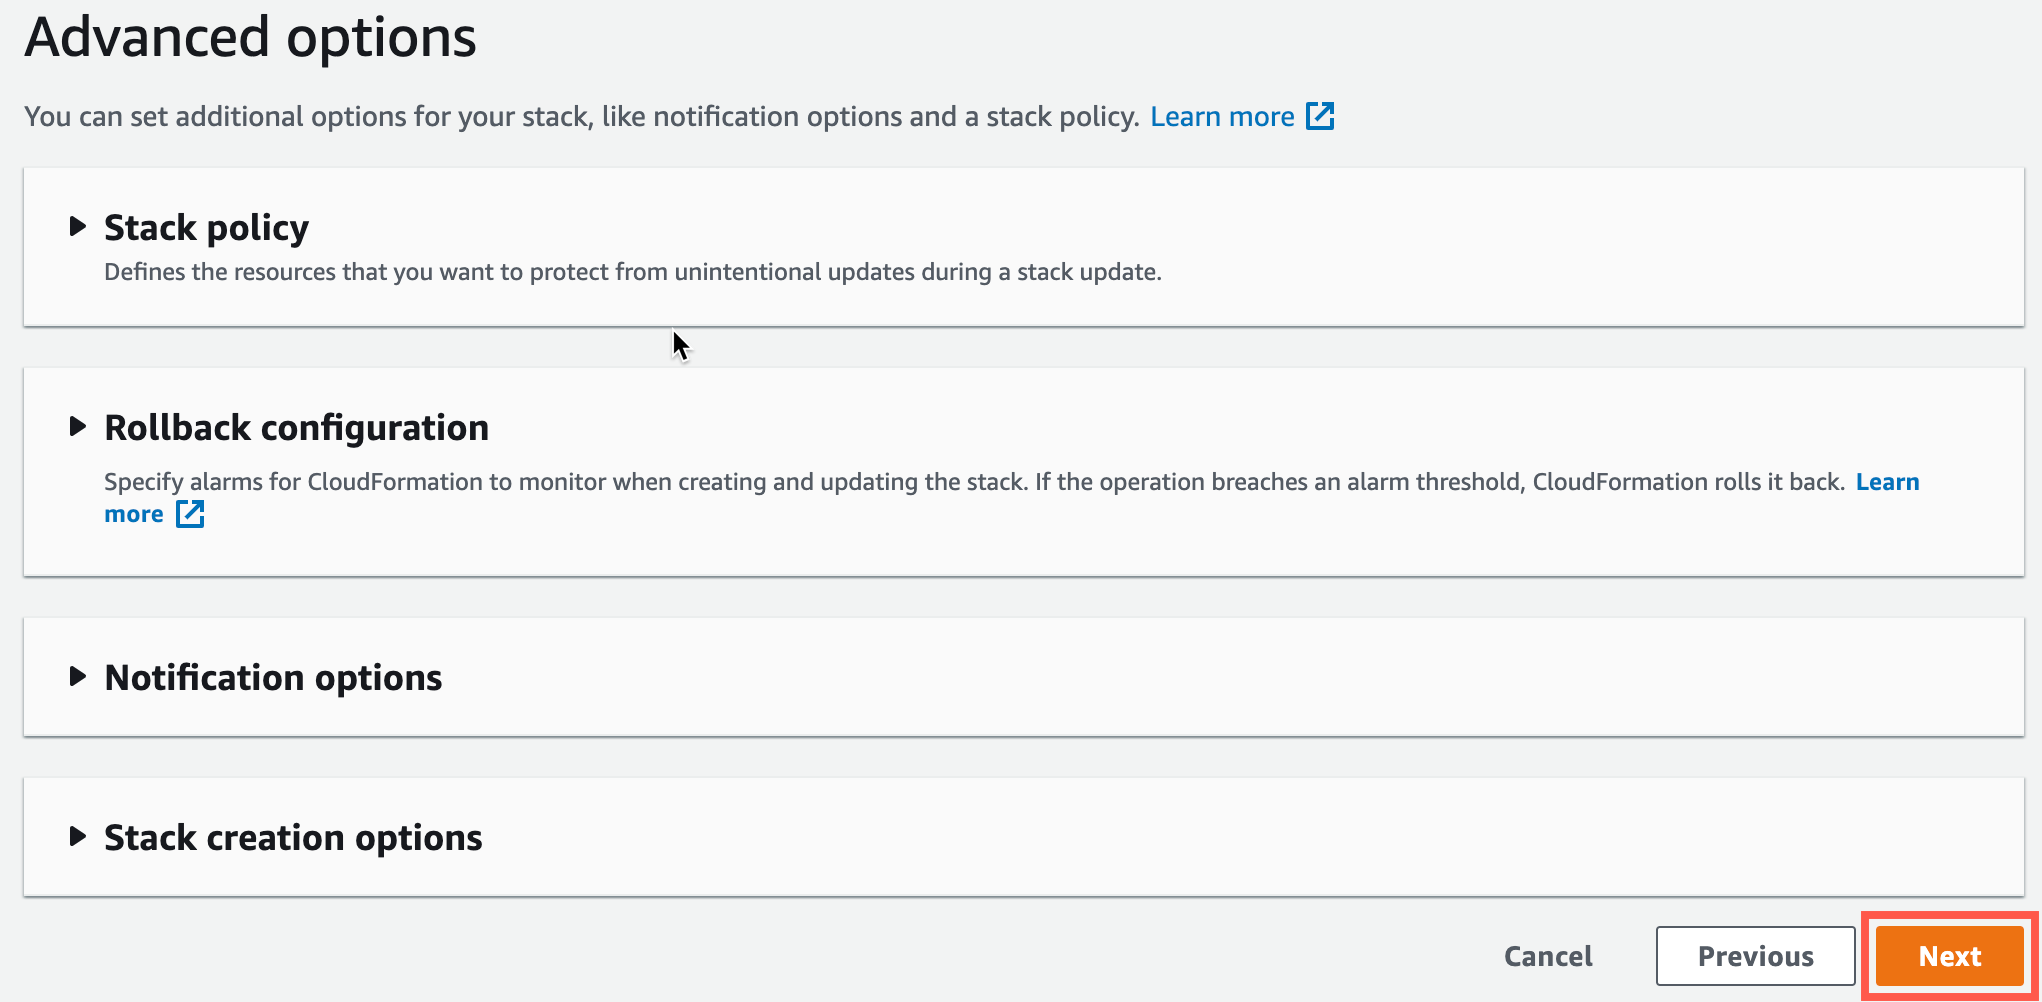 Advanced options
You can set additional options for your stack, like notification options and a stack policy. Learn more
Stack policy
Defines the resources that you want to protect from unintentional updates during a stack update.
Rollback configuration
Specify alarms for CloudFormation to monitor when creating and updating the stack. If the operation breaches an alarm threshold, CloudFormation rolls it back. Learn
more
Notification options
Stack creation options
Cancel Previous Next